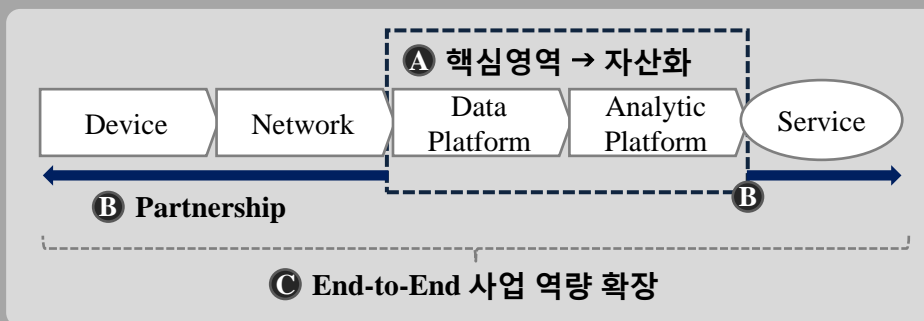 A 핵심영역 → 자산화
Device
Network
Data
Platform
Analytic
Platform
Service
B Partnership
B
C End-to-End 사업 역량 확장